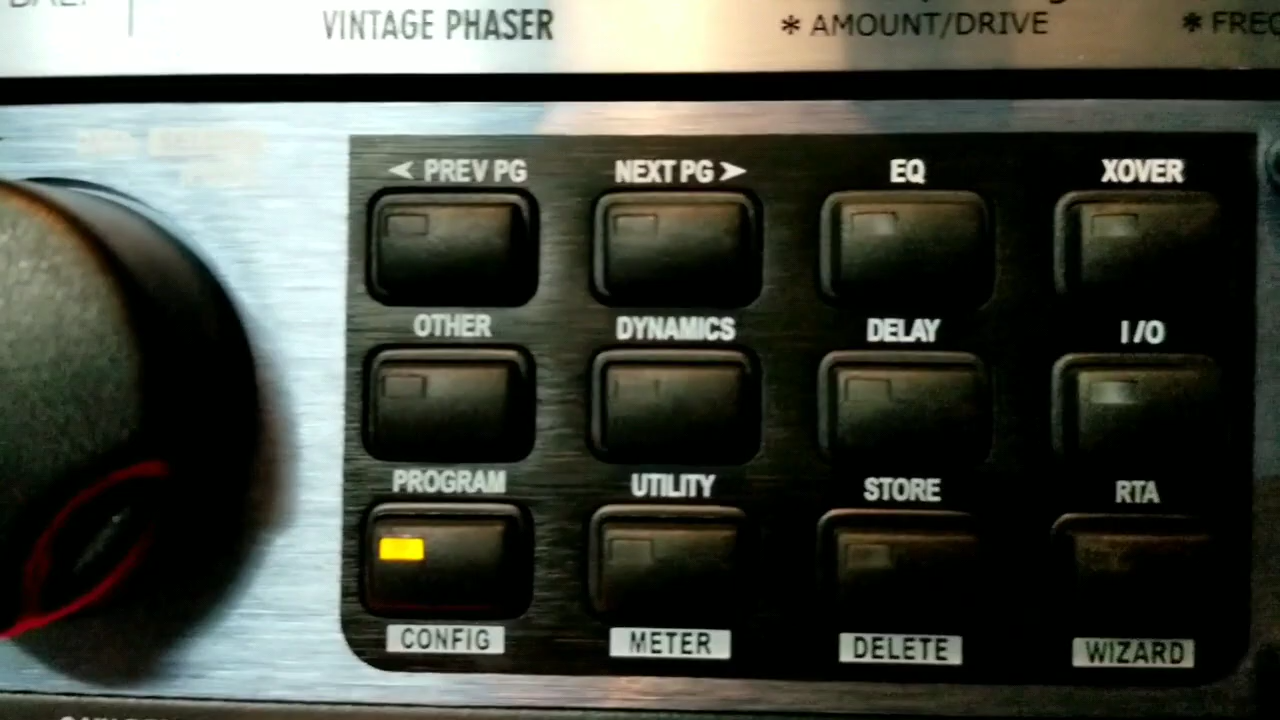 VINTAGE PHASER
* AMOUNT/DRIVE
* FREQ
< PREV PG
NEXT PG >
EQ
XOVER
OTHER
DYNAMICS
DELAY
I/O
PROGRAM
UTILITY
STORE
RTA
CONFIG
METER
DELETE
WIZARD